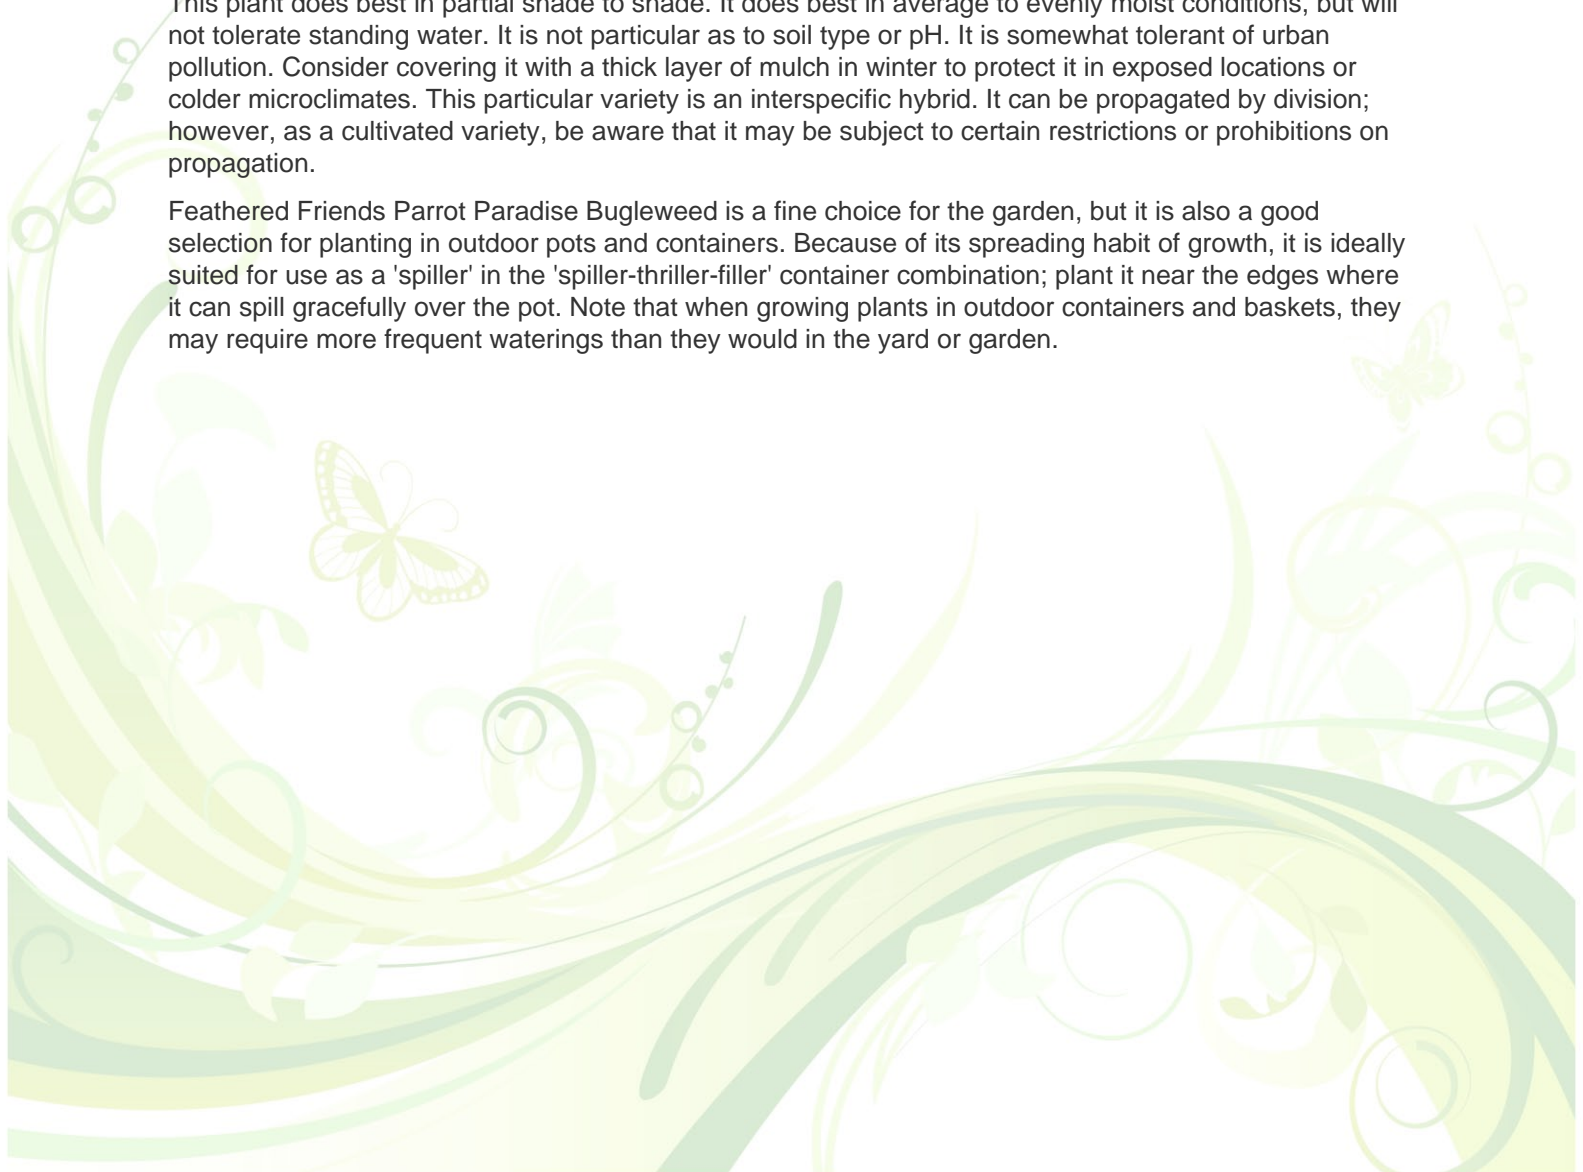 This plant does best in partial shade to shade. It does best in average to evenly moist conditions, but will
not tolerate standing water. It is not particular as to soil type or pH. It is somewhat tolerant of urban
pollution. Consider covering it with a thick layer of mulch in winter to protect it in exposed locations or
colder microclimates. This particular variety is an interspecific hybrid. It can be propagated by division;
however, as a cultivated variety, be aware that it may be subject to certain restrictions or prohibitions on
propagation.
Feathered Friends Parrot Paradise Bugleweed is a fine choice for the garden, but it is also a good
selection for planting in outdoor pots and containers. Because of its spreading habit of growth, it is ideally
suited for use as a 'spiller' in the 'spiller-thriller-filler' container combination; plant it near the edges where
it can spill gracefully over the pot. Note that when growing plants in outdoor containers and baskets, they
may require more frequent waterings than they would in the yard or garden.